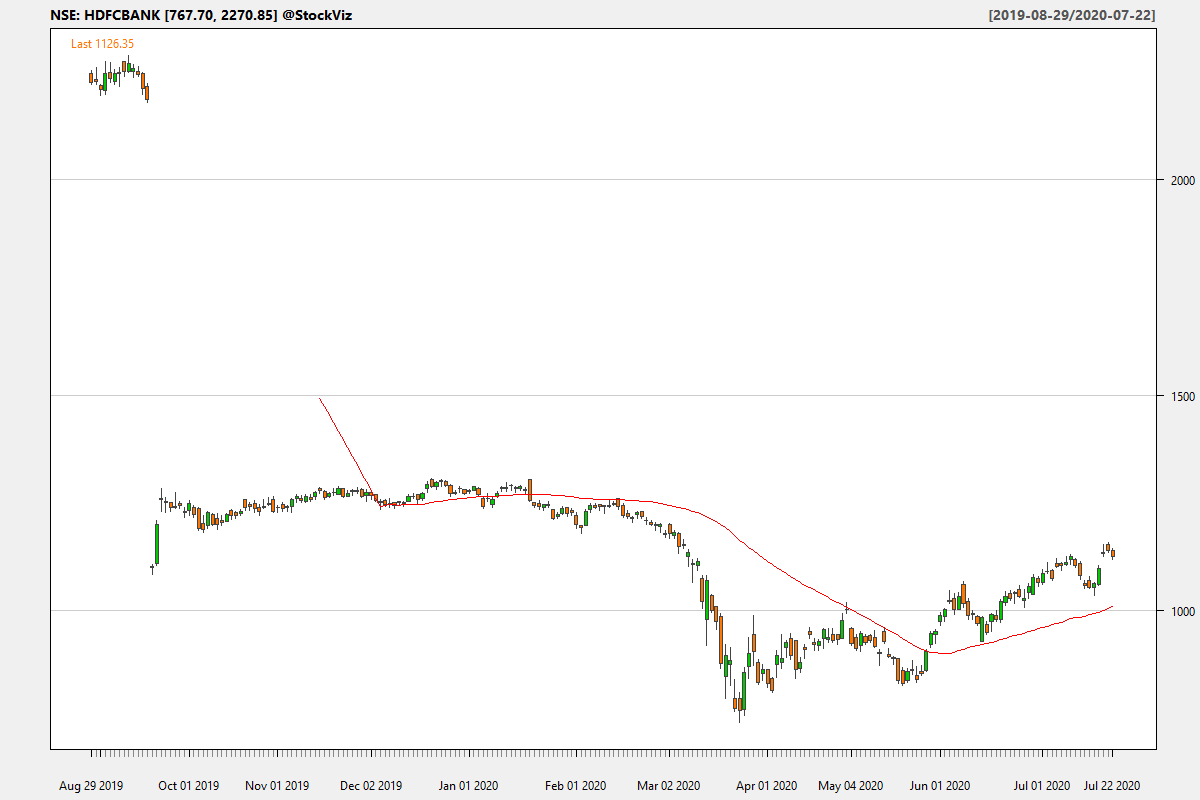 NSE: HDFCBANK [767.70, 2270.85] @StockViz [2019-08-29/2020-07-22]
Last 1126.35
2000
1500
1000
Aug 29 2019 Oct 01 2019 Nov 01 2019 Dec 02 2019 Jan 01 2020 Feb 01 2020 Mar 02 2020 Apr 01 2020 May 04 2020 Jun 01 2020 Jul 01 2020 Jul 22 2020